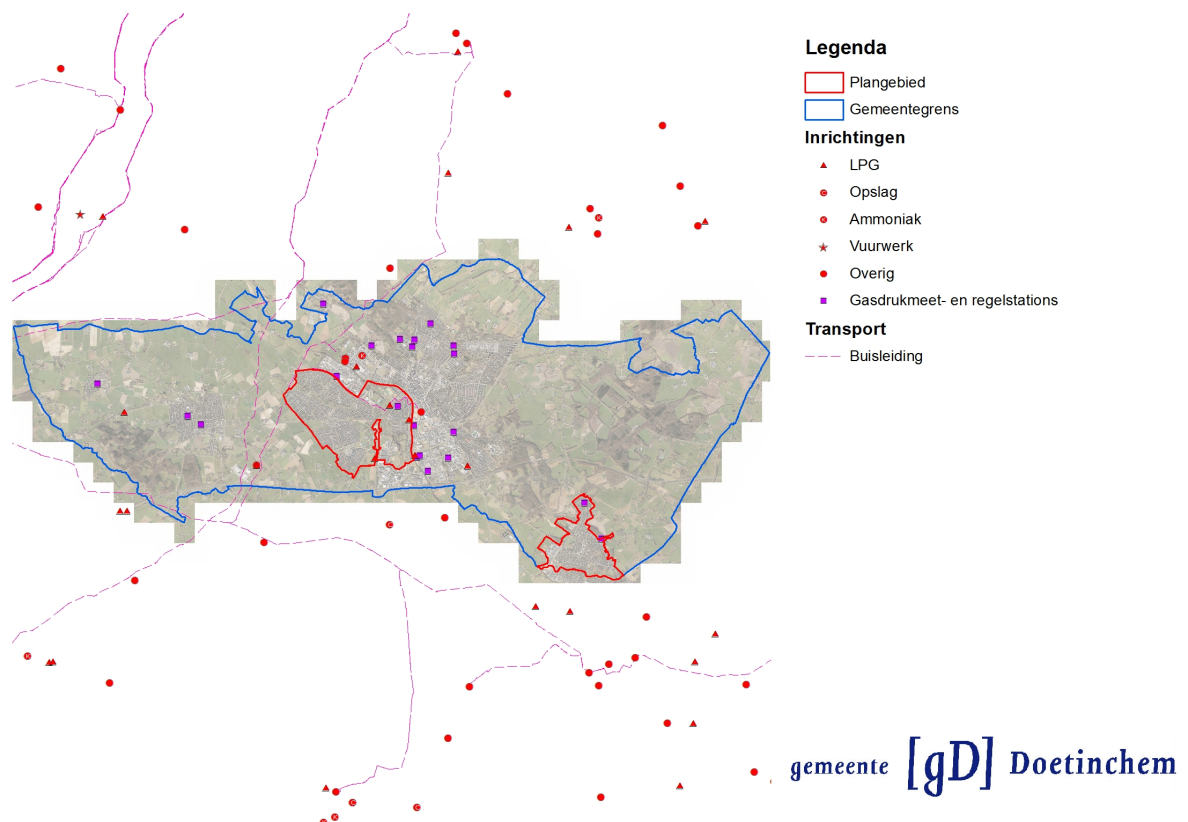 Legenda
Plangebied
Gemeentegrens
Inrichtingen
LPG
Opslag
Ammoniak
Vuurwerk
Overig
Gasdrukmeet- en regelstations
Transport
Buisleiding
gemeente [gD] Doetinchem